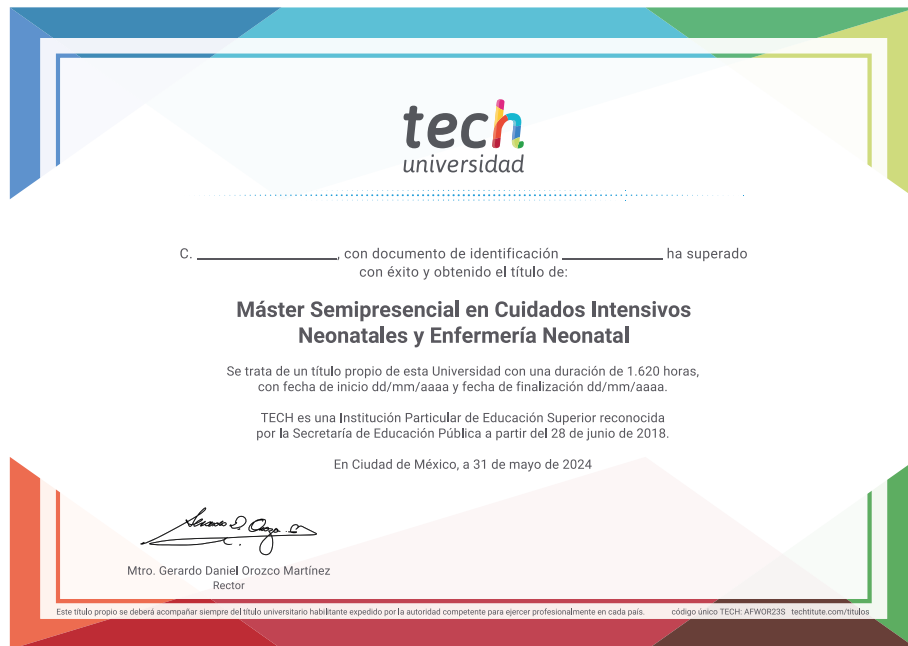 tech
universidad
C. ____________, con documento de identificación ____________ ha superado
con éxito y obtenido el título de:
Máster Semipresencial en Cuidados Intensivos
Neonatales y Enfermería Neonatal
Se trata de un título propio de esta Universidad con una duración de 1.620 horas,
con fecha de inicio dd/mm/aaaa y fecha de finalización dd/mm/aaaa.
TECH es una Institución Particular de Educación Superior reconocida
por la Secretaría de Educación Pública a partir del 28 de junio de 2018.
En Ciudad de México, a 31 de mayo de 2024
Mtro. Gerardo Daniel Orozco Martínez
Rector
Este título propio se deberá acompañar siempre del título universitario habilitante expedido por la autoridad competente para ejercer profesionalmente en cada país. código único TECH: AFWOR23S techtitute.com/titulos